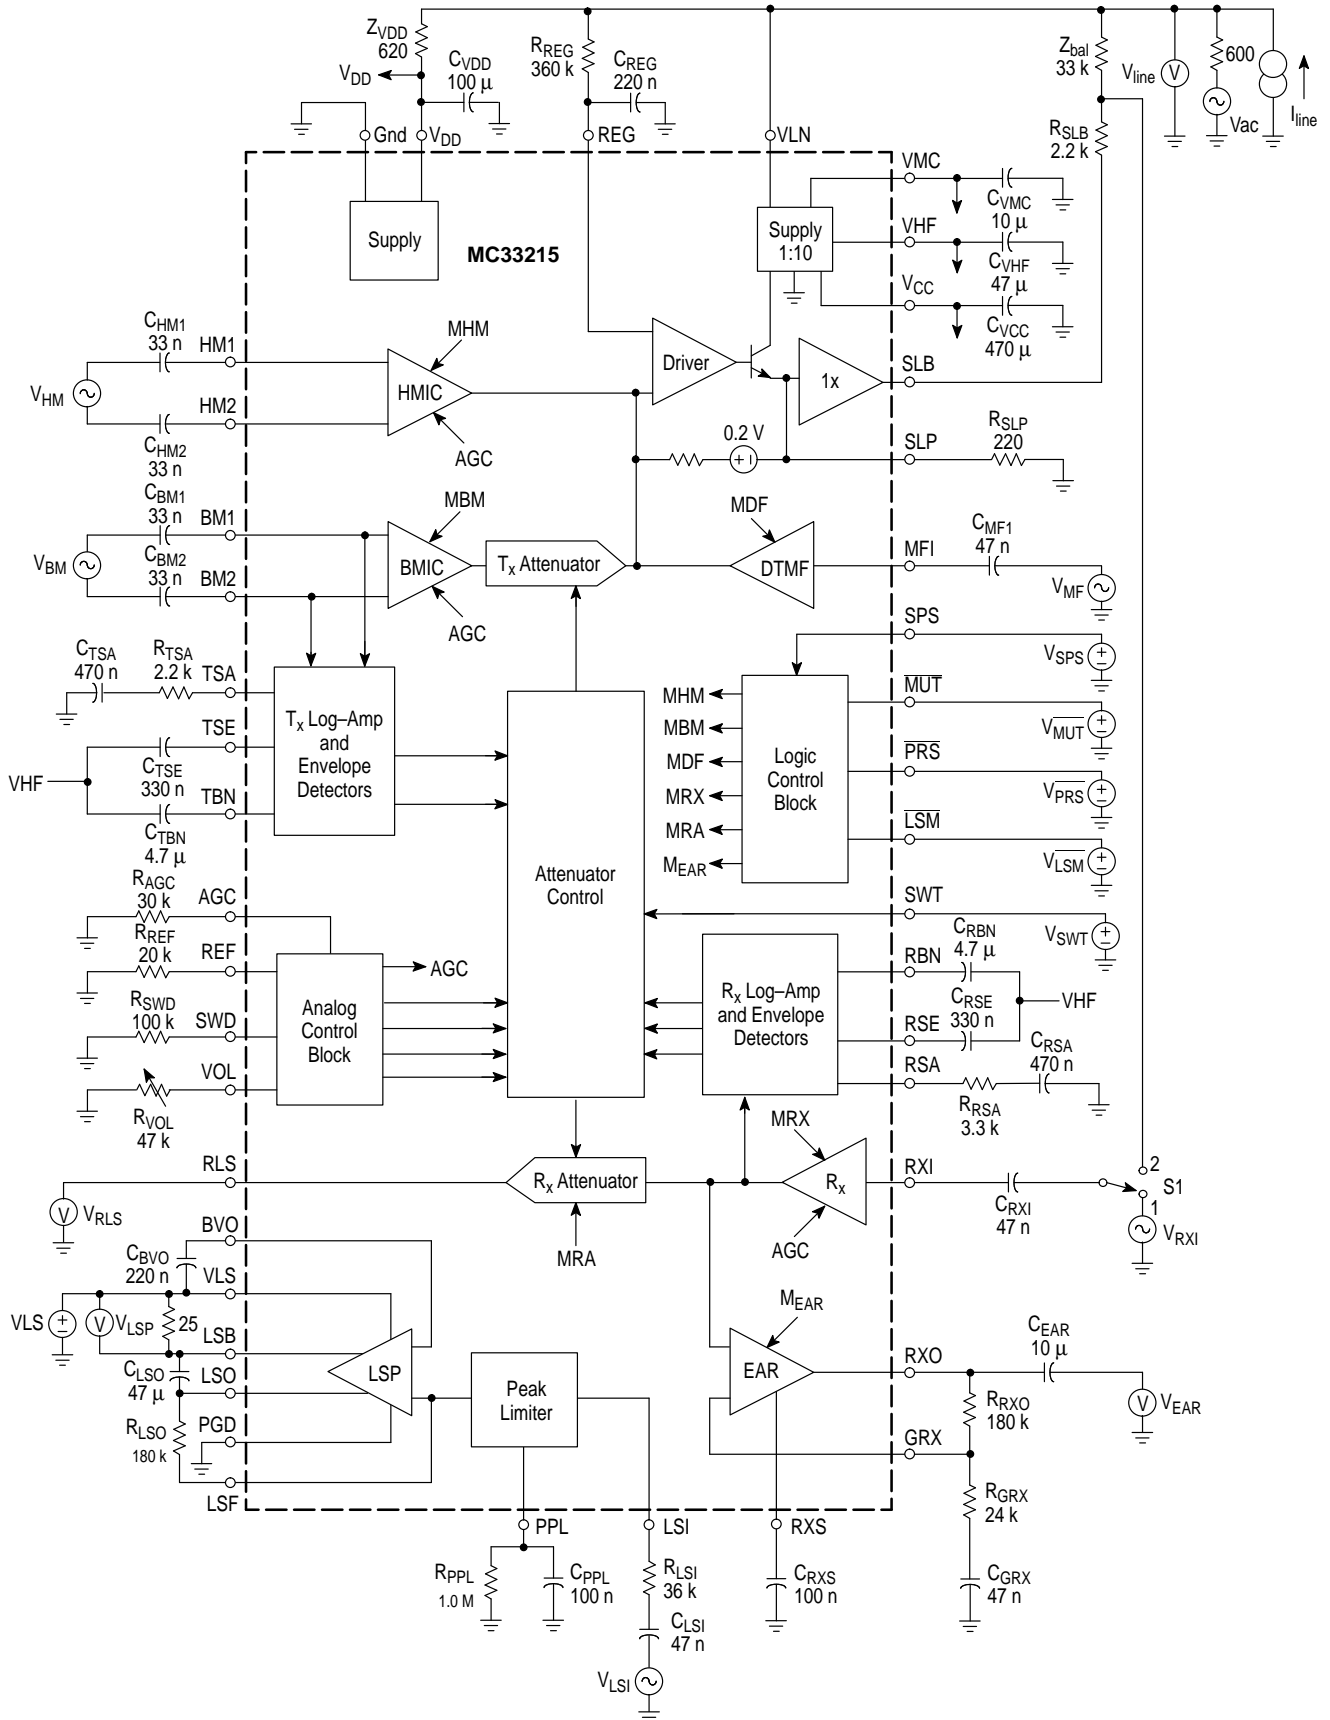 ZVDD
620
VDD
CVDD
100 µ
RREG
360 k
CREG
220 n
Zbal
33 k
Vline
600
Vac
Iline
RSLB
2.2 k
Gnd
VDD
REG
VLN
Supply
MC33215
Supply
1:10
VMC
CVMC
10 µ
VHF
CVHF
47 µ
VCC
CVCC
470 µ
CHM1
33 n
HM1
VHM
HM2
CHM2
33 n
MHM
HMIC
AGC
Driver
1x
SLB
0.2 V
SLP
RSLP
220
CBM1
33 n
BM1
VBM
CBM2
33 n
BM2
MBM
BMIC
AGC
Tx Attenuator
MDF
DTMF
MFI
CMF1
47 n
VMF
CTSA
470 n
RTSA
2.2 k
TSA
TSE
CTSE
330 n
VHF
TBN
CTBN
4.7 µ
Tx Log–Amp
and
Envelope
Detectors
Attenuator
Control
SPS
VSPS
MUT
VMUT
PRS
VPRS
LSM
VLSM
MHM
MBM
MDF
MRX
MRA
MEAR
Logic
Control
Block
SWT
VSWT
RAGC
30 k
AGC
RREF
20 k
REF
RSWD
100 k
SWD
VOL
RVOL
47 k
Analog
Control
Block
AGC
Rx Log–Amp
and Envelope
Detectors
RBN
CRBN
4.7 µ
VHF
RSE
CRSE
330 n
RSA
CRSA
470 n
RRSA
3.3 k
RLS
VRLS
Rx Attenuator
MRA
MRX
Rx
AGC
RXI
CRXI
47 n
2
S1
1
VRXI
BVO
CBVO
220 n
VLS
VLS
V
VLSP
25
LSB
CLSO
47 µ
LSO
RLSO
180 k
PGD
LSF
LSP
Peak
Limiter
MEAR
EAR
RXO
CEAR
10 µ
RRXO
180 k
V
VEAR
GRX
RGRX
24 k
CGRX
47 n
PPL
RPPL
1.0 M
CPPL
100 n
LSI
RLSI
36 k
CLSI
47 n
VLSI
RXS
CRXS
100 n
V
V